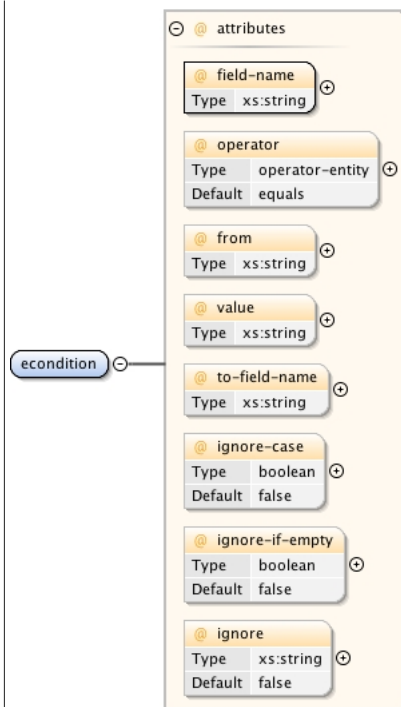 @ attributes
@ field-name
Type xs:string
@ operator
Type operator-entity
Default equals
@ from
Type xs:string
@ value
Type xs:string
econdition
@ to-field-name
Type xs:string
@ ignore-case
Type boolean
Default false
@ ignore-if-empty
Type boolean
Default false
@ ignore
Type xs:string
Default false